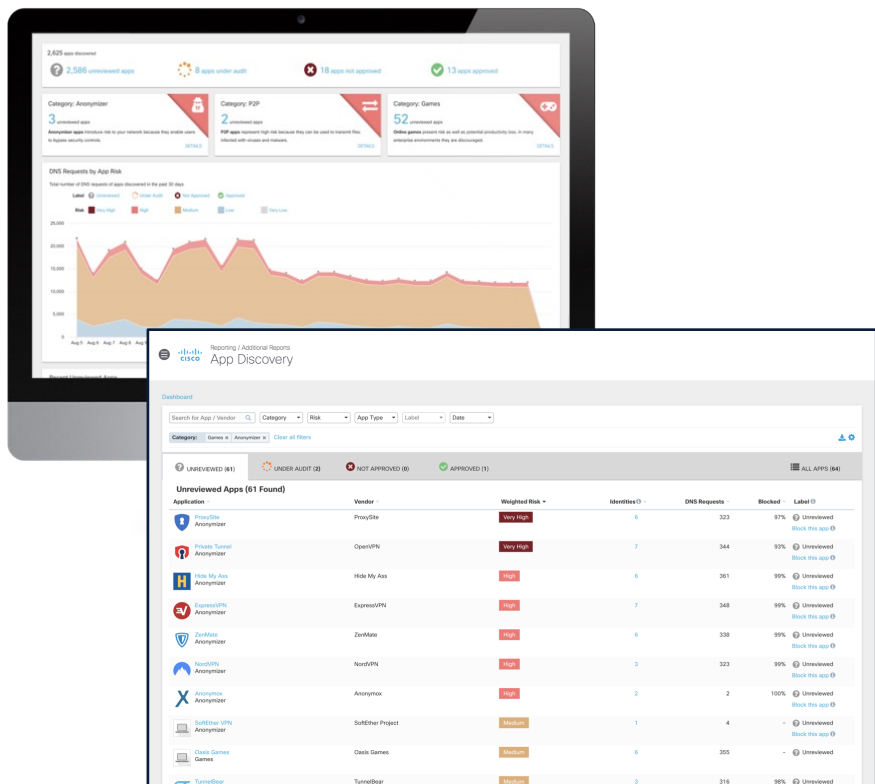 2,625 apps discovered
2,586 unreviewed apps
8 apps under audit
18 apps not approved
13 apps approved
Category: Anonymizer
3 unreviewed apps
Anonymizer apps introduce risk to your network because they enable users
to bypass security controls.
DETAILS
Category: P2P
2 unreviewed apps
P2P apps represent high risk because they can be used to transmit files
infected with viruses and malware.
DETAILS
Category: Games
52 unreviewed apps
Online games present risk as well as potential productivity loss. In many
enterprise environments they are discouraged.
DETAILS
DNS Requests by App Risk
Total number of DNS requests of apps discovered in the past 30 days
Label Unreviewed Under Audit Not Approved Approved
Risk Very High High Medium Low Very Low
25,000
20,000
15,000
10,000
5,000
0
Aug 5 Aug 6 Aug 7 Aug 8 Aug
Recent Unreviewed Apps
Reporting / Additional Reports
CISCO App Discovery
Dashboard
Search for App / Vendor Category Risk App Type Label Date
Category: Games x Anonymizer x Clear all filters
UNREVIEWED (61) UNDER AUDIT (2) NOT APPROVED (0) APPROVED (1) ALL APPS (64)
Unreviewed Apps (61 Found)
Application Vendor Weighted Risk Identities DNS Requests Blocked Label
ProxySite ProxySite Very High 6 323 97% Unreviewed
Anonymizer Block this app
Private Tunnel OpenVPN Very High 7 344 93% Unreviewed
Anonymizer Block this app
Hide My Ass Hide My Ass High 6 361 99% Unreviewed
Anonymizer Block this app
ExpressVPN ExpressVPN High 7 348 99% Unreviewed
Anonymizer Block this app
ZenMate ZenMate High 6 338 99% Unreviewed
Anonymizer Block this app
NordVPN NordVPN High 3 323 99% Unreviewed
Anonymizer Block this app
Anonymox Anonymox High 2 2 100% Unreviewed
Anonymizer Block this app
SoftEther VPN SoftEther Project Medium 1 4 - Unreviewed
Anonymizer Block this app
Oasis Games Oasis Games Medium 6 355 - Unreviewed
Games
TunnelBear TunnelBear Medium 3 316 98% Unreviewed